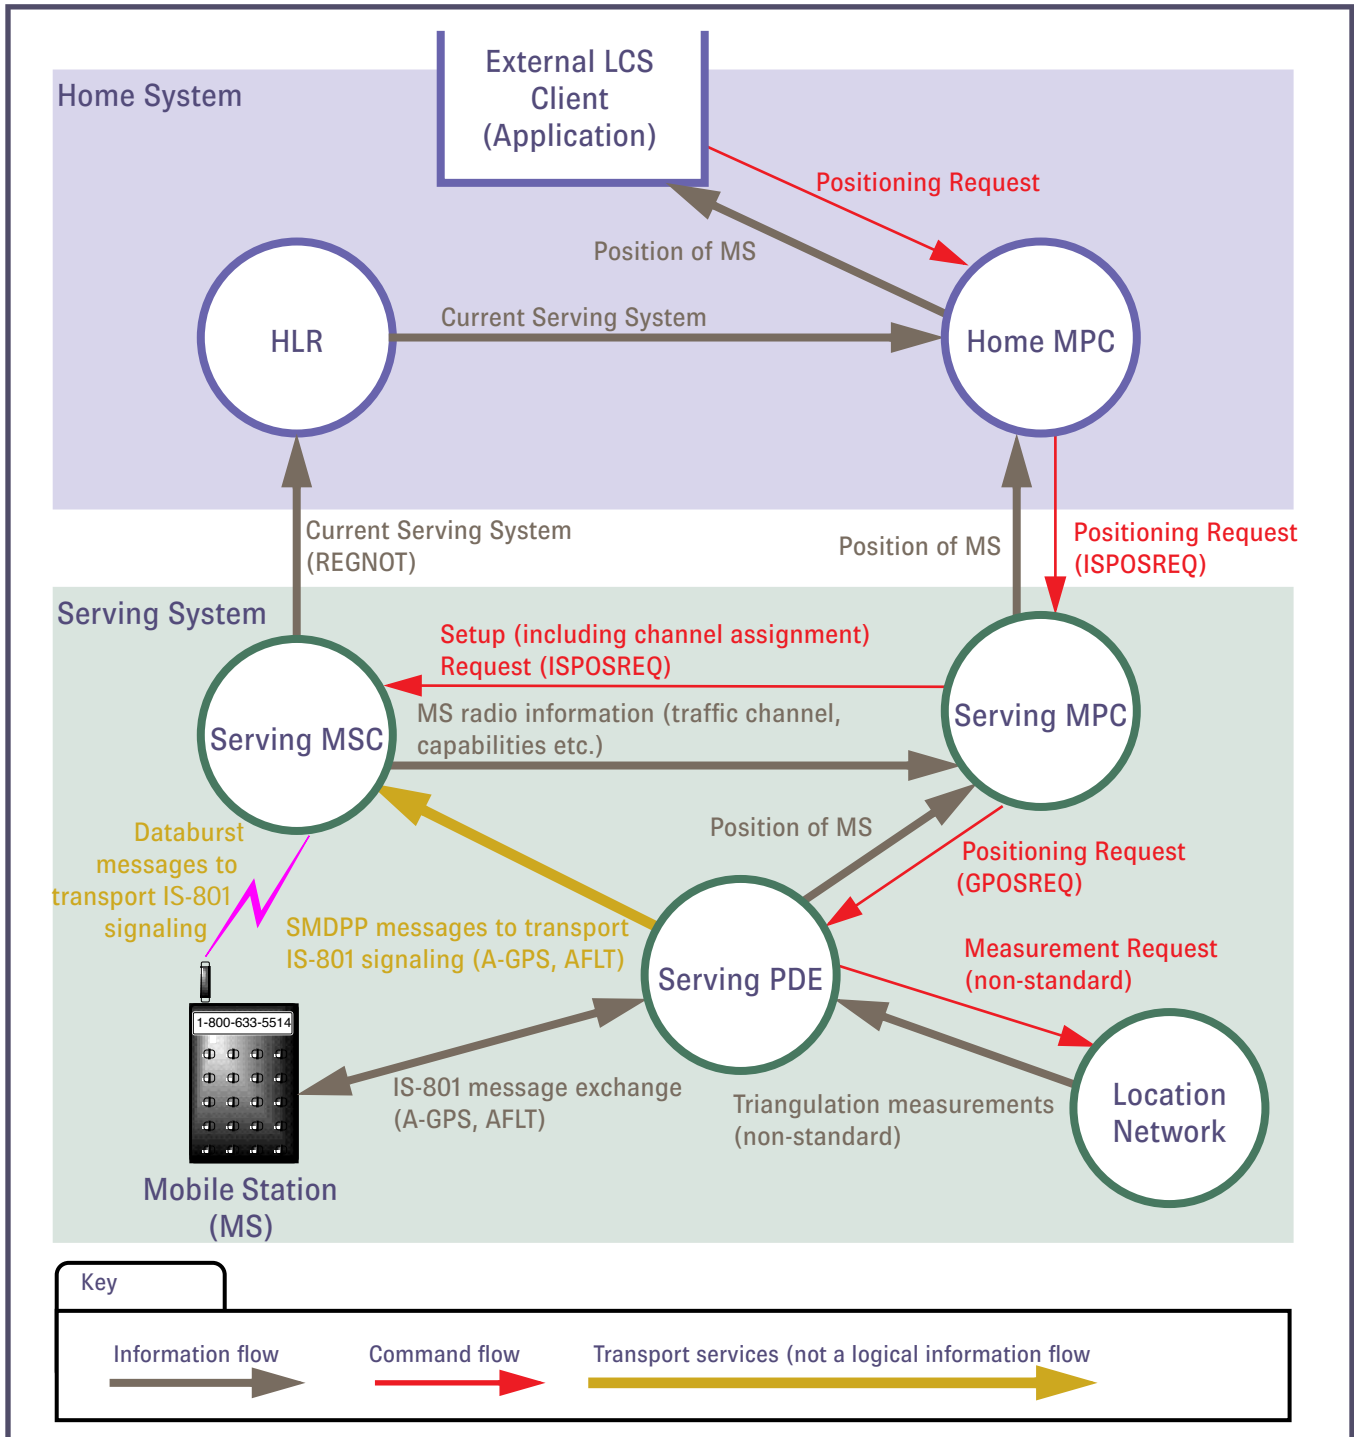 External LCS
Client
(Application)
Home System
Positioning Request
Position of MS
Current Serving System
HLR
Home MPC
Current Serving System
(REGNOT)
Position of MS
Positioning Request
(ISPOSREQ)
Serving System
Setup (including channel assignment)
Request (ISPOSREQ)
MS radio information (traffic channel,
capabilities etc.)
Serving MSC
Serving MPC
Databurst
messages to
transport IS-801
signaling
Position of MS
Positioning Request
(GPOSREQ)
SMDPP messages to transport
IS-801 signaling (A-GPS, AFLT)
Serving PDE
Measurement Request
(non-standard)
1-800-633-5514
IS-801 message exchange
(A-GPS, AFLT)
Triangulation measurements
(non-standard)
Location
Network
Mobile Station
(MS)
Key
Information flow
Command flow
Transport services (not a logical information flow